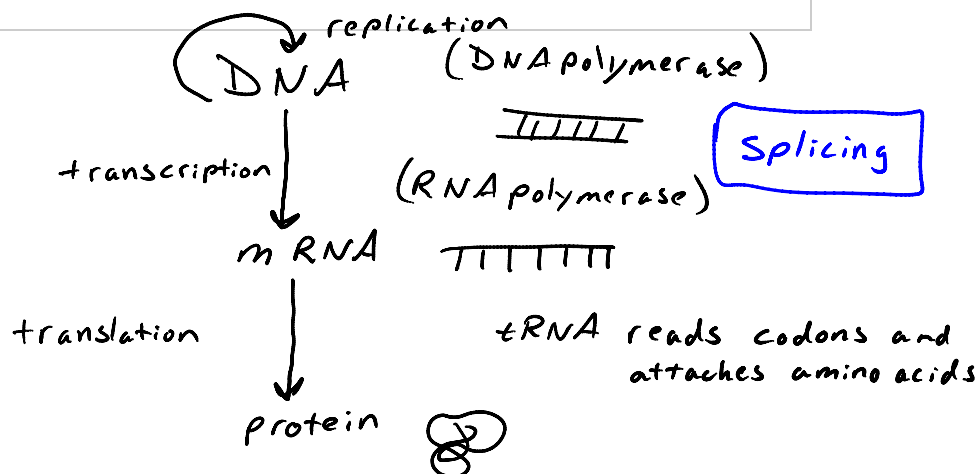 replication
DNA (DNA polymerase)
Splicing
transcription (RNA polymerase)
mRNA
translation tRNA reads codons and
attaches amino acids
protein